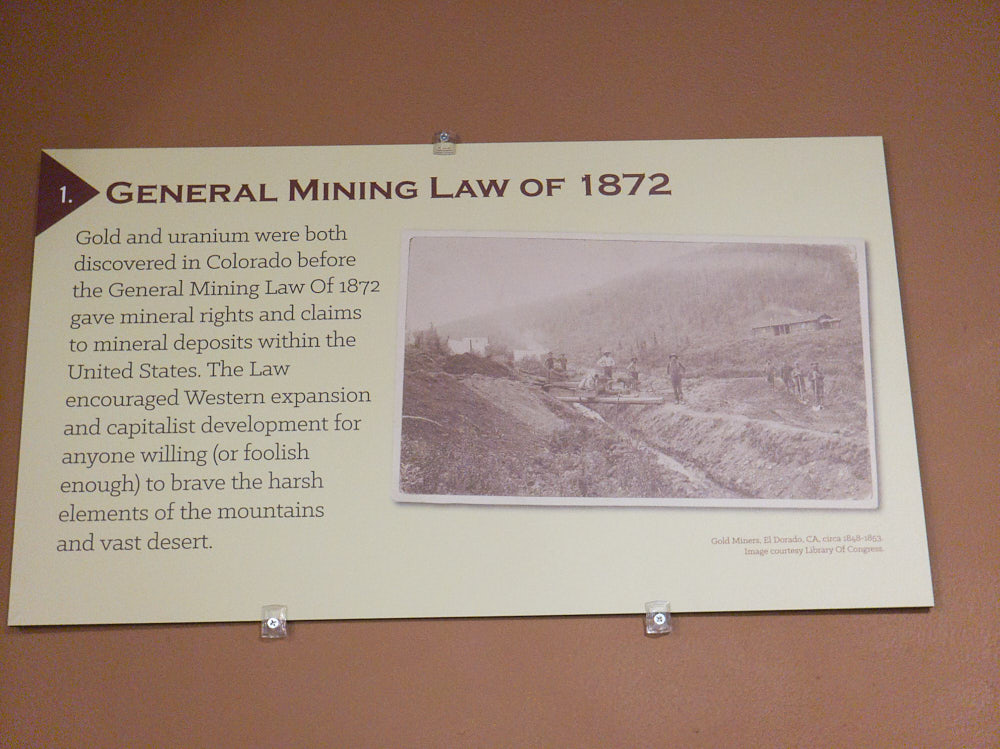 1.
GENERAL MINING LAW OF 1872
Gold and uranium were both
discovered in Colorado before
the General Mining Law Of 1872
gave mineral rights and claims
to mineral deposits within the
United States. The Law
encouraged Western expansion
and capitalist development for
anyone willing (or foolish
enough) to brave the harsh
elements of the mountains
and vast desert.
Gold Miners, El Dorado, CA, circa 1848-1853.
Image courtesy Library Of Congress.